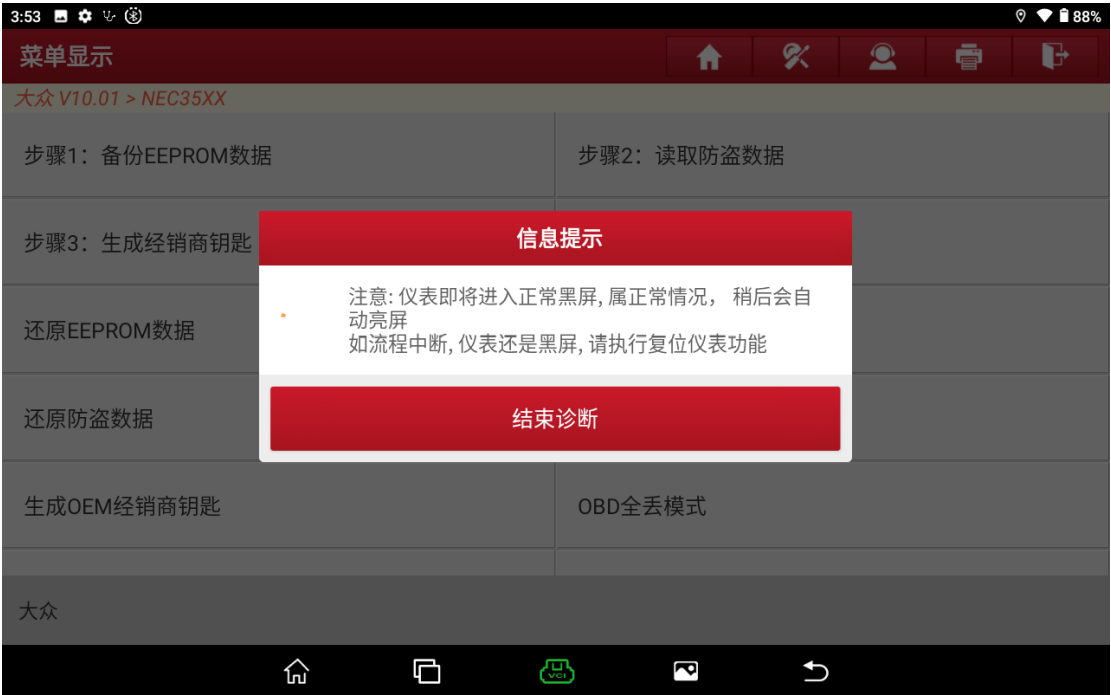 3:53
88%
菜单显示
大众 V10.01 > NEC35XX
步骤1：备份EEPROM数据
步骤2：读取防盗数据
步骤3：生成经销商钥匙
信息提示
注意: 仪表即将进入正常黑屏, 属正常情况， 稍后会自
动亮屏
如流程中断, 仪表还是黑屏, 请执行复位仪表功能
还原EEPROM数据
结束诊断
还原防盗数据
生成OEM经销商钥匙
OBD全丢模式
大众
VCI